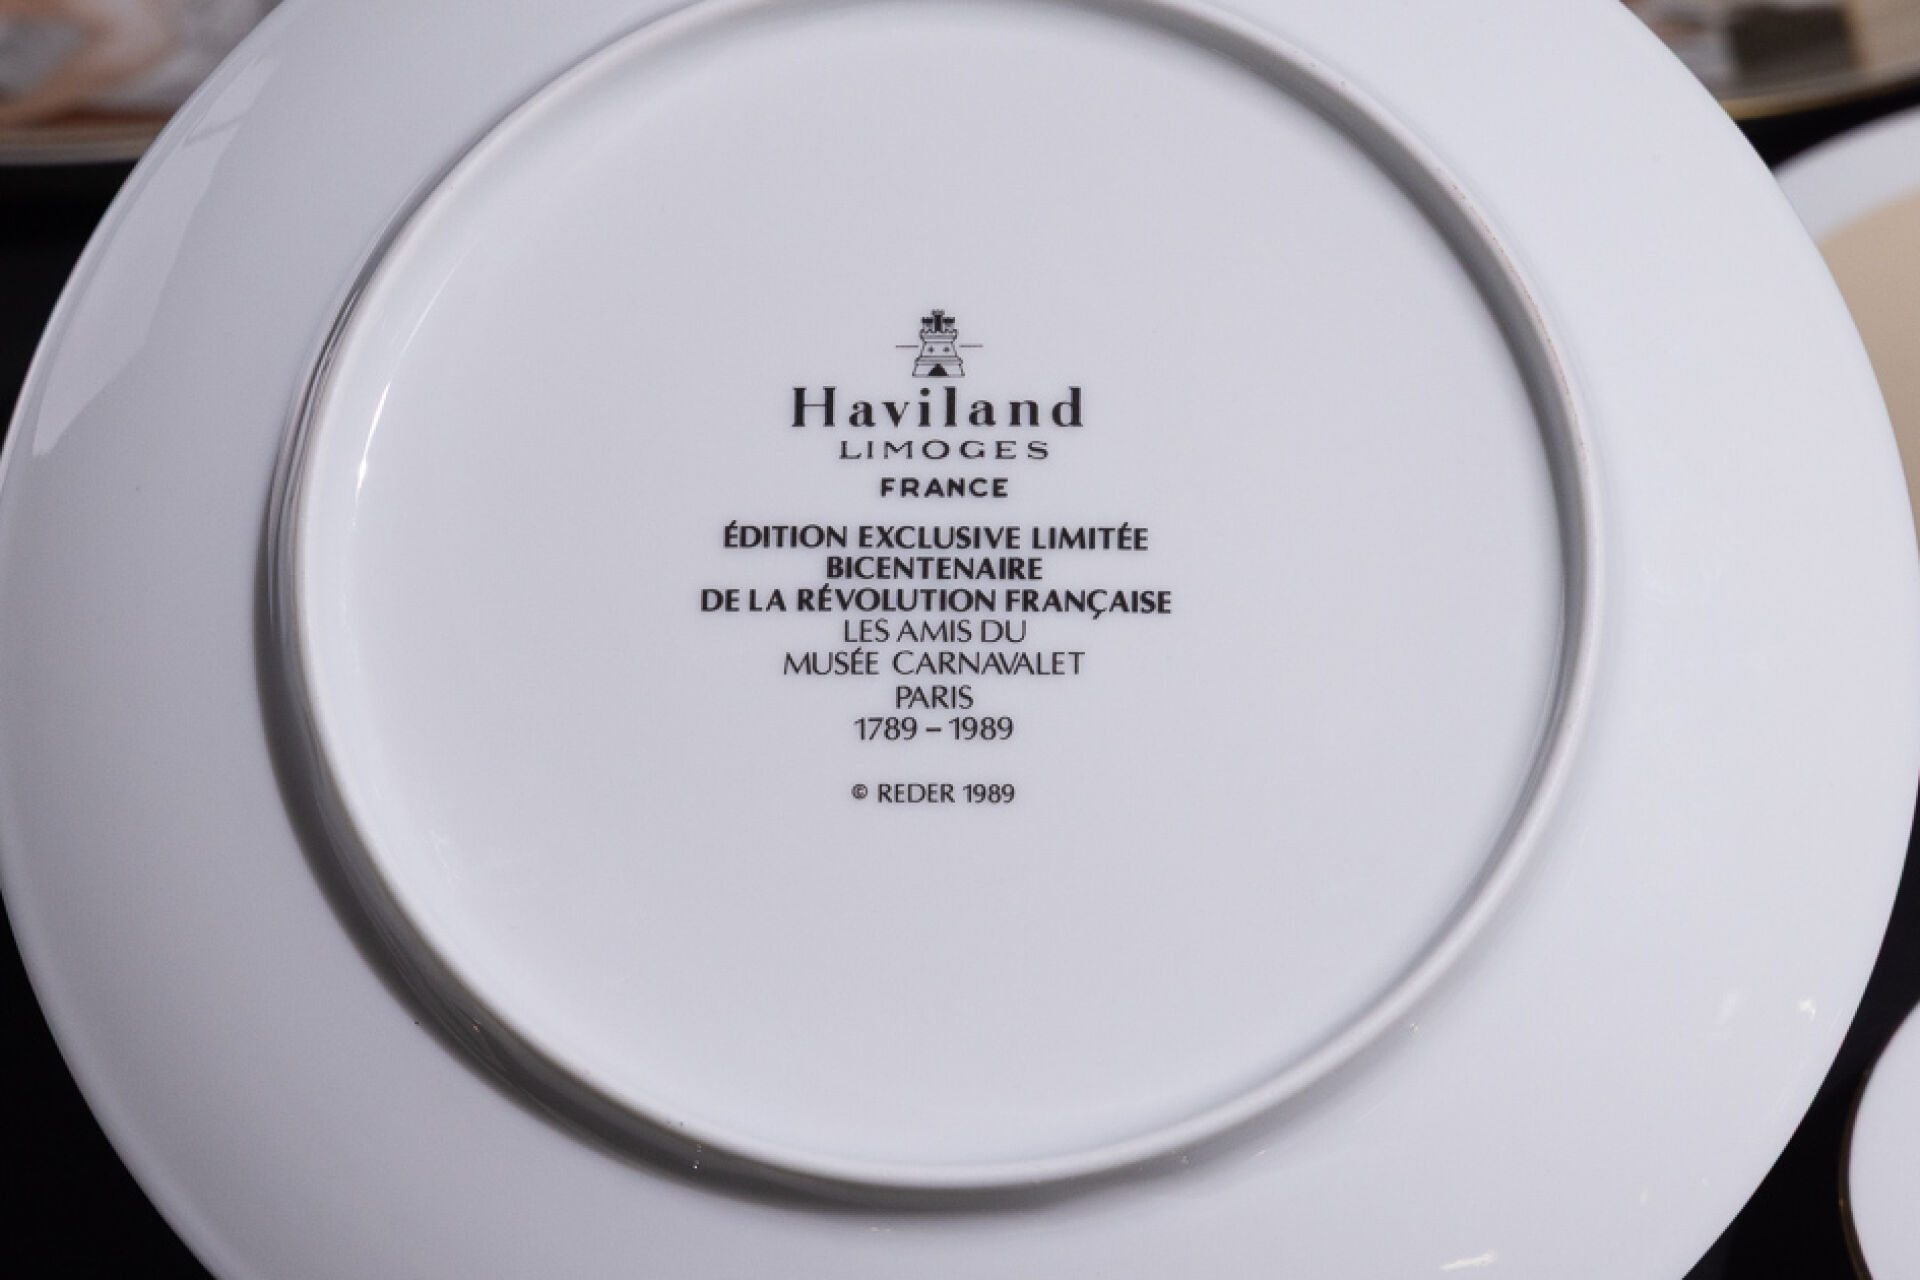 Haviland
LIMOGES
FRANCE
ÉDITION EXCLUSIVE LIMITÉE
BICENTENAIRE
DE LA RÉVOLUTION FRANÇAISE
LES AMIS DU
MUSÉE CARNAVALET
PARIS
1789 – 1989
© REDER 1989